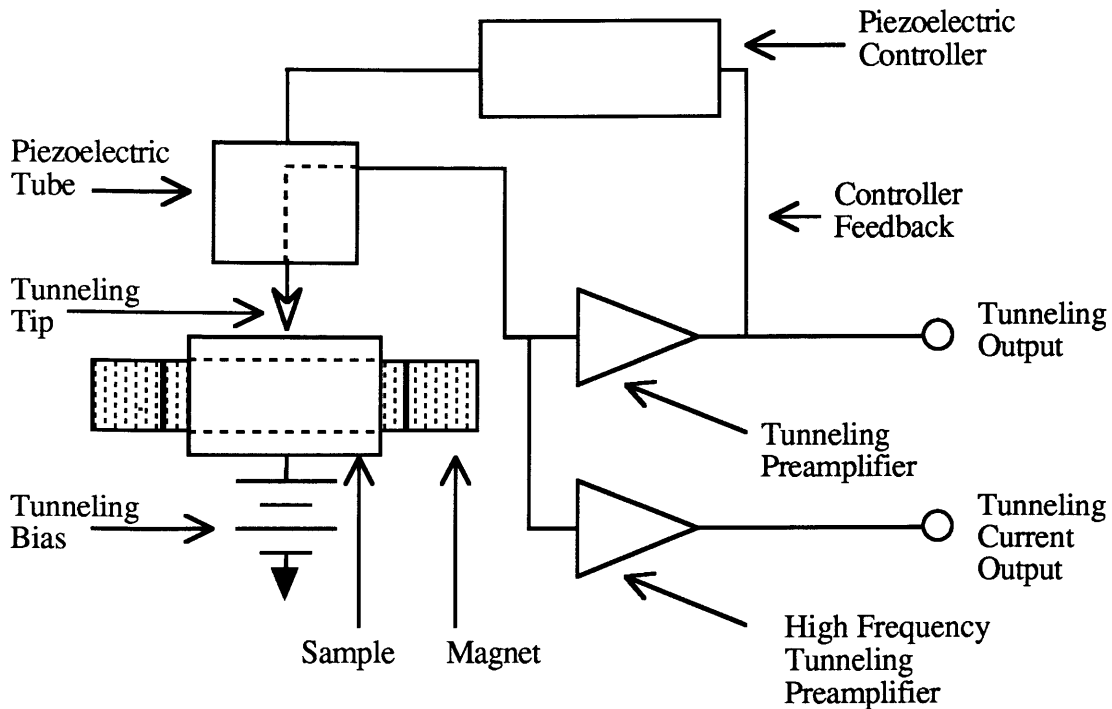 Piezoelectric
Controller
Piezoelectric
Tube
Controller
Feedback
Tunneling
Tip
Tunneling
Output
Tunneling
Preamplifier
Tunneling
Bias
Tunneling
Current
Output
Sample
Magnet
High Frequency
Tunneling
Preamplifier